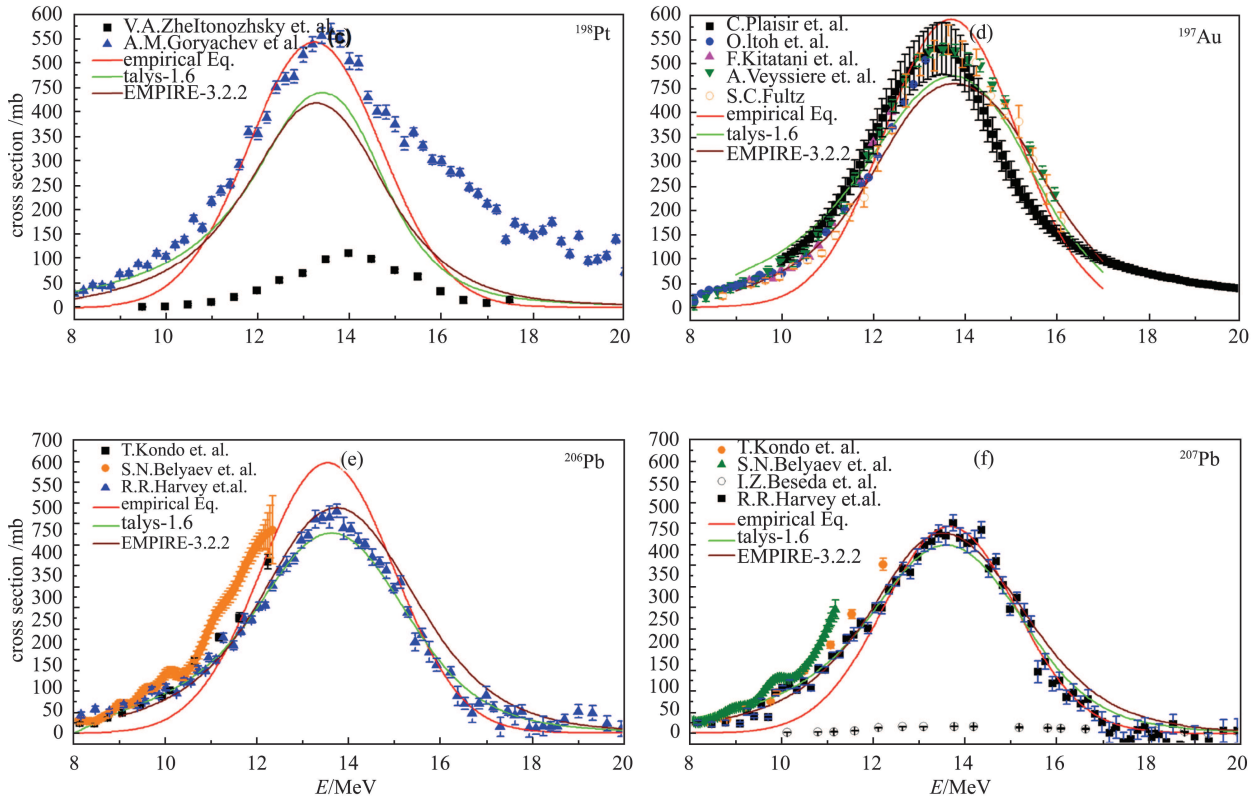 600
550
500
750
400
350
300
250
200
150
100
50
0
cross section /mb
V.A.ZheItonozhsky et. al.
A.M.Goryachev et al
empirical Eq.
talys-1.6
EMPIRE-3.2.2
(c)
¹⁹⁸Pt
8 10 12 14 16 18 20
600
550
500
750
400
350
300
250
200
150
100
50
0
C.Plaisir et. al.
O.Itoh et. al.
F.Kitatani et. al.
A.Veyssiere et. al.
S.C.Fultz
empirical Eq.
talys-1.6
EMPIRE-3.2.2
(d)
¹⁹⁷Au
8 10 12 14 16 18 20
700
600
500
750
400
350
300
250
200
150
100
50
0
cross section /mb
T.Kondo et. al.
S.N.Belyaev et. al.
R.R.Harvey et.al.
empirical Eq.
talys-1.6
EMPIRE-3.2.2
(e)
²⁰⁶Pb
8 10 12 14 16 18 20
E/MeV
700
600
500
750
400
350
300
250
200
150
100
50
0
T.Kondo et. al.
S.N.Belyaev et. al.
I.Z.Beseda et. al.
R.R.Harvey et.al.
empirical Eq.
talys-1.6
EMPIRE-3.2.2
(f)
²⁰⁷Pb
8 10 12 14 16 18 20
E/MeV